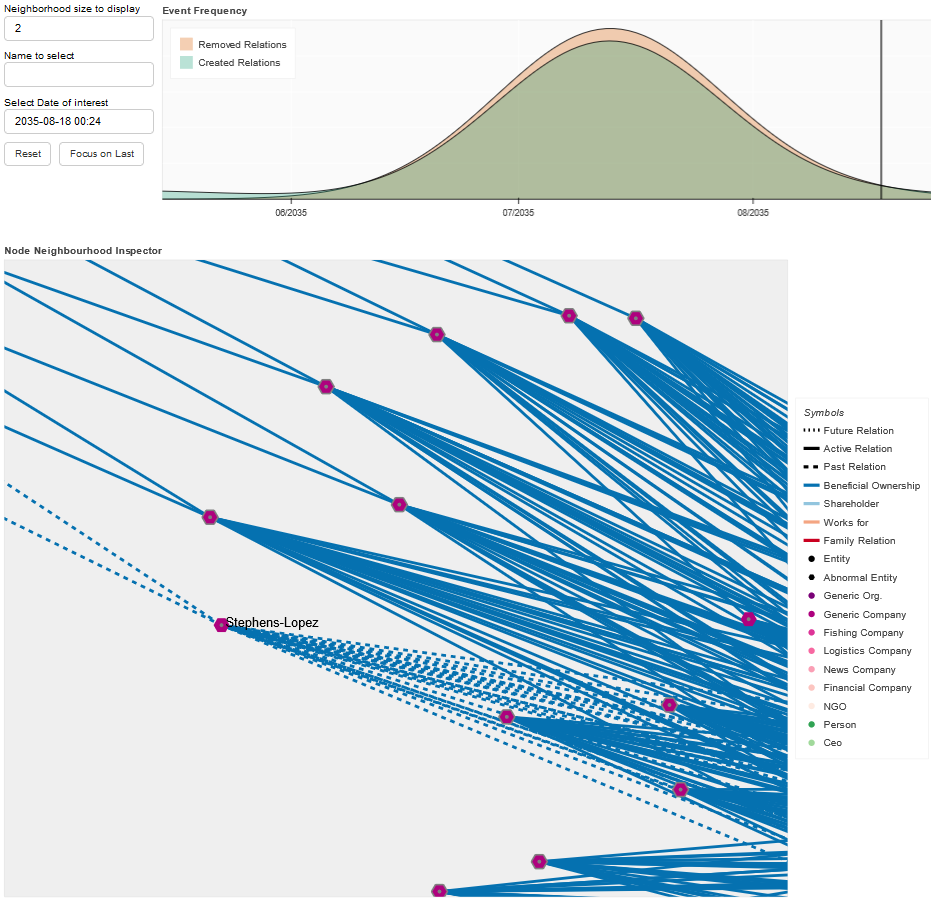 Neighborhood size to display
2
Name to select
Select Date of interest
2035-08-18 00:24
Reset
Focus on Last
Event Frequency
Removed Relations
Created Relations
06/2035
07/2035
08/2035
Node Neighbourhood Inspector
Stephens-Lopez
Symbols
Future Relation
Active Relation
Past Relation
Beneficial Ownership
Shareholder
Works for
Family Relation
Entity
Abnormal Entity
Generic Org.
Generic Company
Fishing Company
Logistics Company
News Company
Financial Company
NGO
Person
Ceo